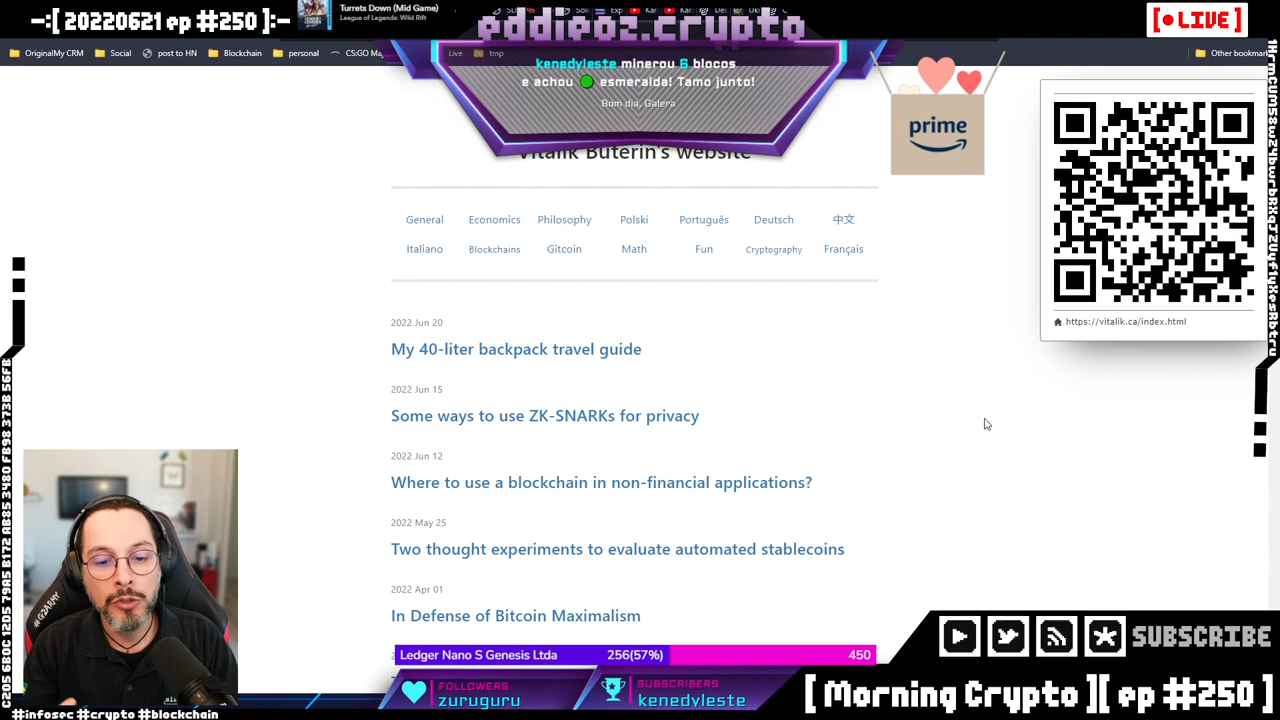 -:[ 20220621 ep #250 ]:-
Turrets Down (Mid Game)
League of Legends: Wild Rift
eddieoz.crypto
[• LIVE]
OriginalMy CRM
Social
post to HN
Blockchain
personal
Live
tmp
Other bookmar
kenedyleste minerou 6 blocos
e achou esmeralda! Tamo junto!
Bom dia, Galera
prime
Vitalik Buterin's website
General Economics Philosophy Polski Português Deutsch 中文
Italiano Blockchains Gitcoin Math Fun Cryptography Français
https://vitalik.ca/index.html
2022 Jun 20
My 40-liter backpack travel guide
2022 Jun 15
Some ways to use ZK-SNARKs for privacy
2022 Jun 12
Where to use a blockchain in non-financial applications?
2022 May 25
Two thought experiments to evaluate automated stablecoins
2022 Apr 01
In Defense of Bitcoin Maximalism
#G2ARMY
Ledger Nano S Genesis Ltda 256(57%) 450
FOLLOWERS
zuruguru
SUBSCRIBERS
kenedyleste
SUBSCRIBE
[ Morning Crypto ][ ep #250 ]
#infosec #crypto #blockchain